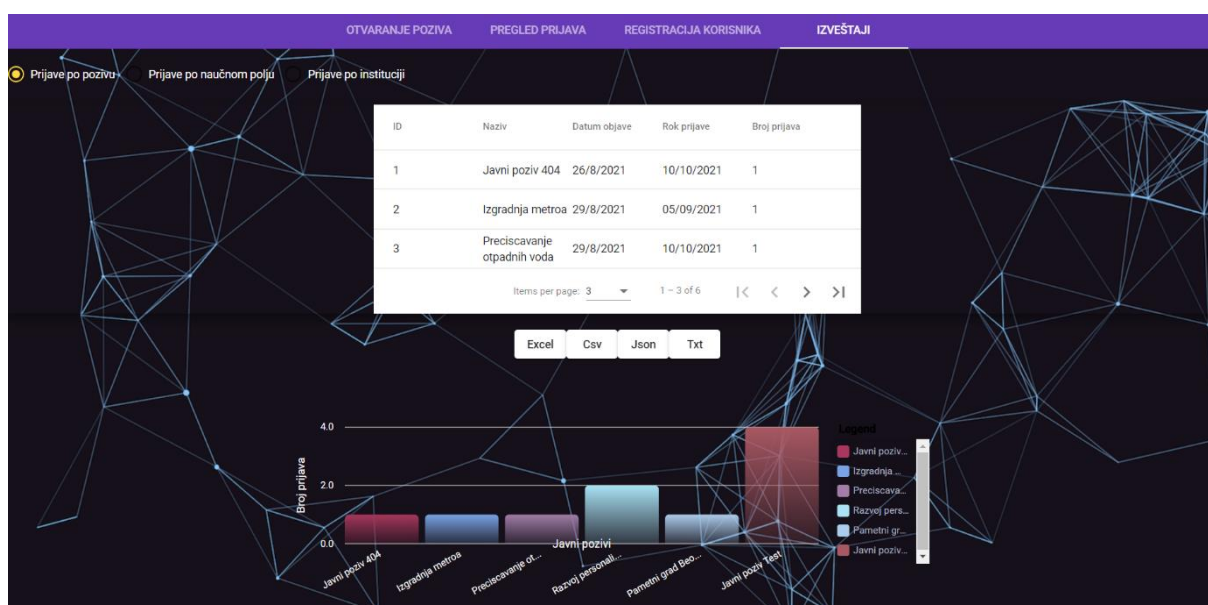 OTVARANJE POZIVA PREGLED PRIJAVA REGISTRACIJA KORISNIKA IZVEŠTAJI
Prijave po pozivu Prijave po naučnom polju Prijave po instituciji
ID Naziv Datum objave Rok prijave Broj prijava
1 Javni poziv 404 26/8/2021 10/10/2021 1
2 Izgradnja metroa 29/8/2021 05/09/2021 1
3 Preciscavanje otpadnih voda 29/8/2021 10/10/2021 1
Items per page: 3 1 – 3 of 6
Excel Csv Json Txt
4.0
2.0
0.0
Broj prijava
Javni pozivi
Javni poziv 404
Izgradnja metroa
Preciscavanje ot...
Razvoj personali...
Pametni grad Beo...
Javni poziv Test
Legend
Javni poziv...
Izgradnja ...
Preciscava...
Razvoj pers...
Pametni gr...
Javni poziv...